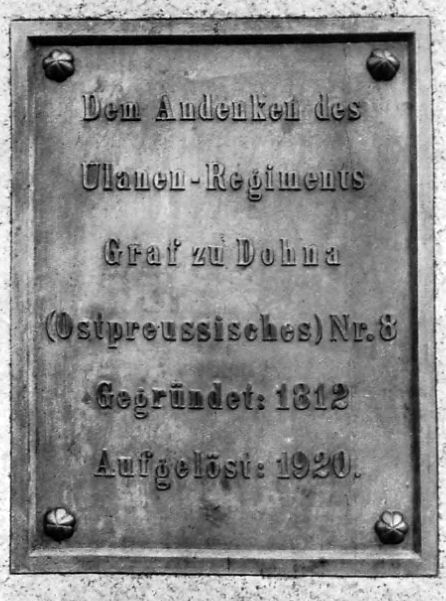 Dem Andenken des
Ulanen-Regiments
Graf zu Dohna
(Ostpreussisches) Nr. 8
Gegründet: 1812
Aufgelöst: 1920.